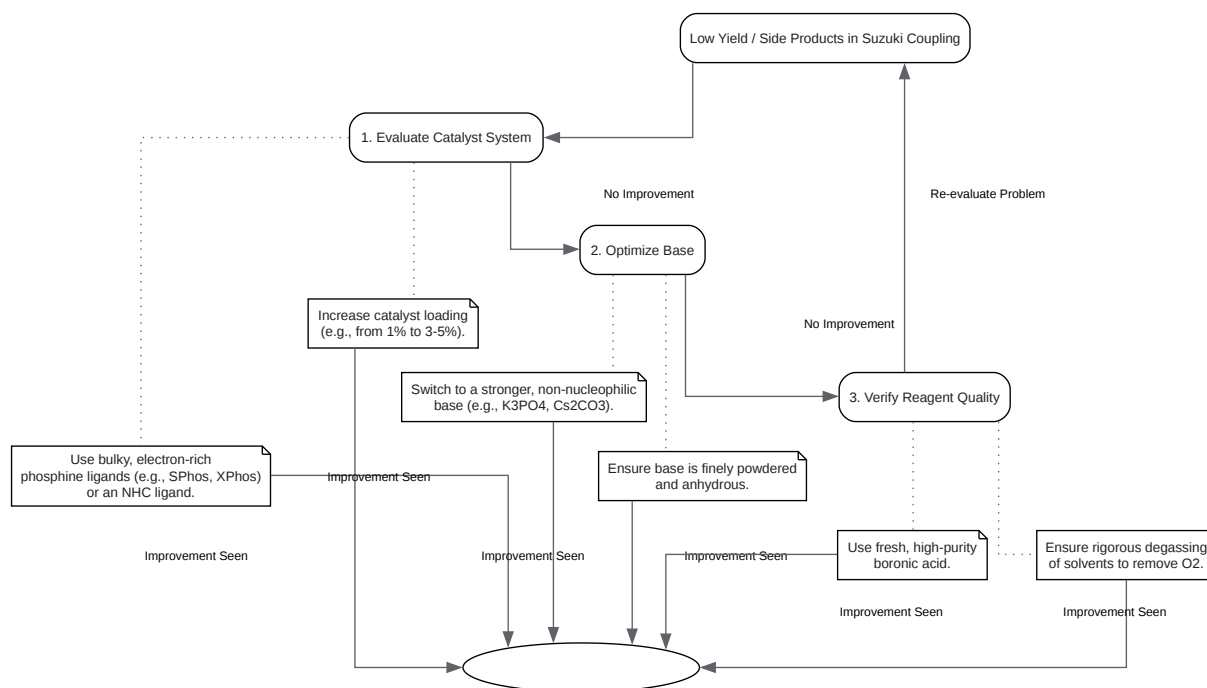 Low Yield / Side Products in Suzuki Coupling
1. Evaluate Catalyst System
No Improvement
Re-evaluate Problem
2. Optimize Base
Increase catalyst loading
(e.g., from 1% to 3-5%).
No Improvement
Switch to a stronger, non-nucleophilic
base (e.g., K3PO4, Cs2CO3).
3. Verify Reagent Quality
Use bulky, electron-rich
phosphine ligands (e.g., SPhos, XPhos)
or an NHC ligand.
Improvement Seen
Ensure base is finely powdered
and anhydrous.
Improvement Seen
Improvement Seen
Improvement Seen
Use fresh, high-purity
boronic acid.
Ensure rigorous degassing
of solvents to remove O2.
Improvement Seen
Improvement Seen